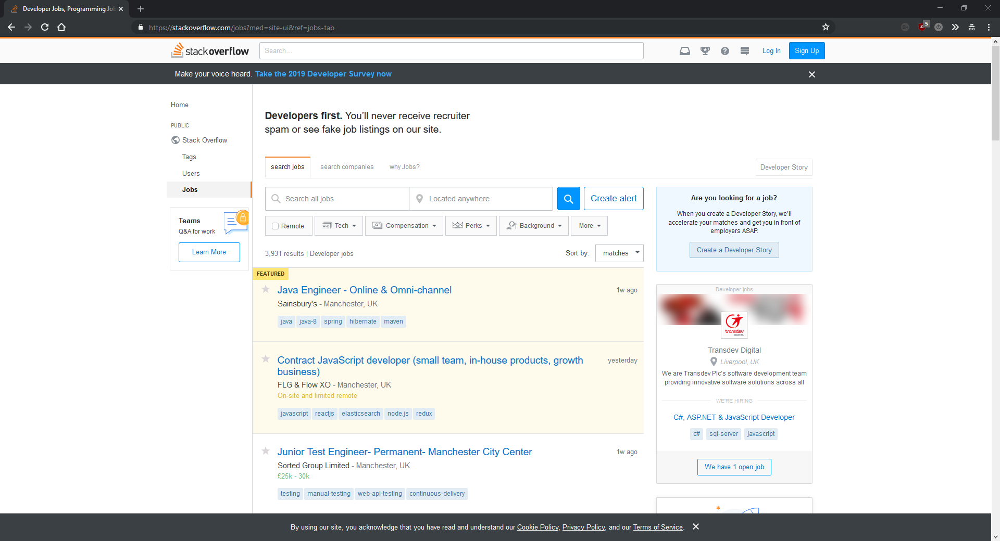 Developer Jobs, Programming Jo
https://stackoverflow.com/jobs?med=site-ui&ref=jobs-tab
5
stackoverflow
Search...
Log In
Sign Up
Make your voice heard. Take the 2019 Developer Survey now
Home
PUBLIC
Stack Overflow
Tags
Users
Jobs
Teams
Q&A for work
Learn More
Developers first. You'll never receive recruiter
spam or see fake job listings on our site.
search jobs
search companies
why Jobs?
Developer Story
Search all jobs
Located anywhere
Create alert
Remote
Tech
Compensation
Perks
Background
More
3,931 results | Developer jobs
Sort by:
matches
FEATURED
Java Engineer - Online & Omni-channel
1w ago
Sainsbury's - Manchester, UK
java java-8 spring hibernate maven
Contract JavaScript developer (small team, in-house products, growth
business)
yesterday
FLG & Flow XO - Manchester, UK
On-site and limited remote
javascript reactjs elasticsearch node.js redux
Junior Test Engineer- Permanent- Manchester City Center
1w ago
Sorted Group Limited - Manchester, UK
£25k - 30k
testing manual-testing web-api-testing continuous-delivery
Are you looking for a job?
When you create a Developer Story, we'll
accelerate your matches and get you in front of
employers ASAP.
Create a Developer Story
Developer jobs
transdev
DIGITAL
Transdev Digital
Liverpool, UK
We are Transdev Plc's software development team
providing innovative software solutions across all
WE'RE HIRING
C#, ASP.NET & JavaScript Developer
c# sql-server javascript
We have 1 open job
By using our site, you acknowledge that you have read and understand our Cookie Policy, Privacy Policy, and our Terms of Service.